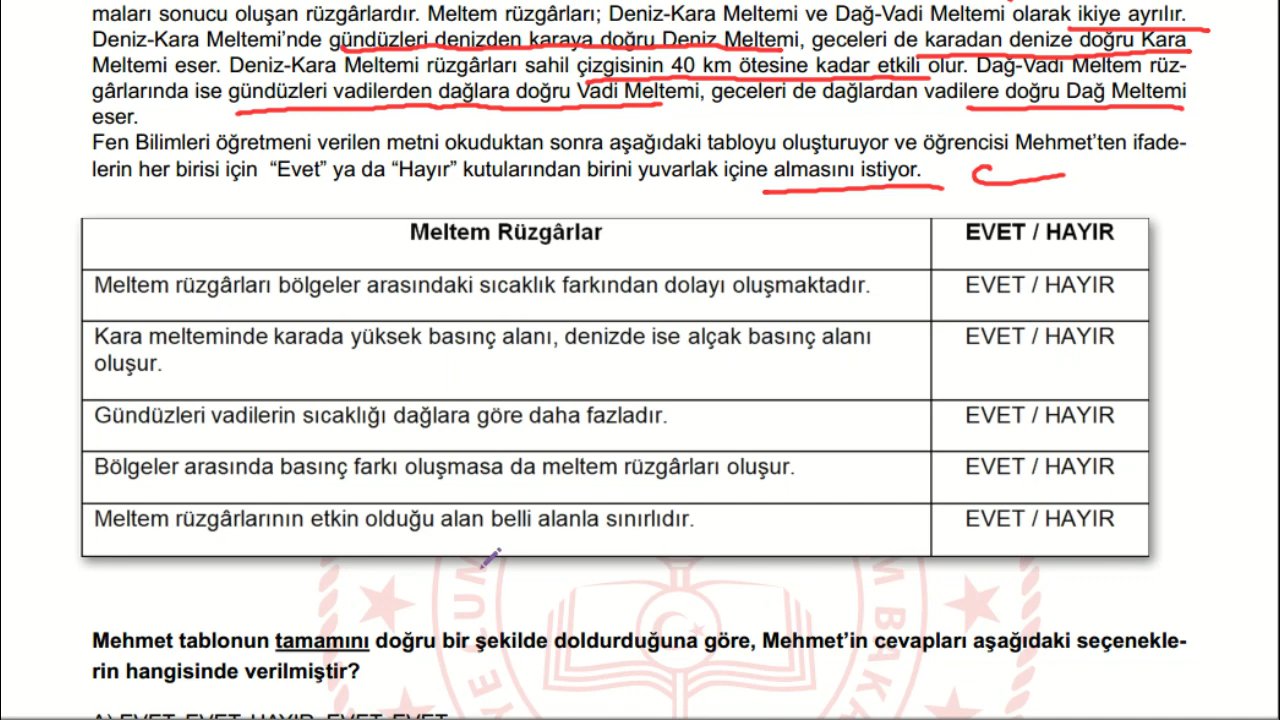 maları sonucu oluşan rüzgârlardır. Meltem rüzgârları; Deniz-Kara Meltemi ve Dağ-Vadi Meltemi olarak ikiye ayrılır.
Deniz-Kara Meltemi’nde gündüzleri denizden karaya doğru Deniz Meltemi, geceleri de karadan denize doğru Kara
Meltemi eser. Deniz-Kara Meltemi rüzgârları sahil çizgisinin 40 km ötesine kadar etkili olur. Dağ-Vadi Meltem rüz-
gârlarında ise gündüzleri vadilerden dağlara doğru Vadi Meltemi, geceleri de dağlardan vadilere doğru Dağ Meltemi
eser.
Fen Bilimleri öğretmeni verilen metni okuduktan sonra aşağıdaki tabloyu oluşturuyor ve öğrencisi Mehmet’ten ifade-
lerin her birisi için “Evet” ya da “Hayır” kutularından birini yuvarlak içine almasını istiyor.
Meltem Rüzgârlar EVET / HAYIR
Meltem rüzgârları bölgeler arasındaki sıcaklık farkından dolayı oluşmaktadır. EVET / HAYIR
Kara melteminde karada yüksek basınç alanı, denizde ise alçak basınç alanı EVET / HAYIR
oluşur.
Gündüzleri vadilerin sıcaklığı dağlara göre daha fazladır. EVET / HAYIR
Bölgeler arasında basınç farkı oluşmasa da meltem rüzgârları oluşur. EVET / HAYIR
Meltem rüzgârlarının etkin olduğu alan belli alanla sınırlıdır. EVET / HAYIR
Mehmet tablonun tamamını doğru bir şekilde doldurduğuna göre, Mehmet’in cevapları aşağıdaki seçenekle-
rin hangisinde verilmiştir?
A) EVET, EVET, HAYIR, EVET, EVET